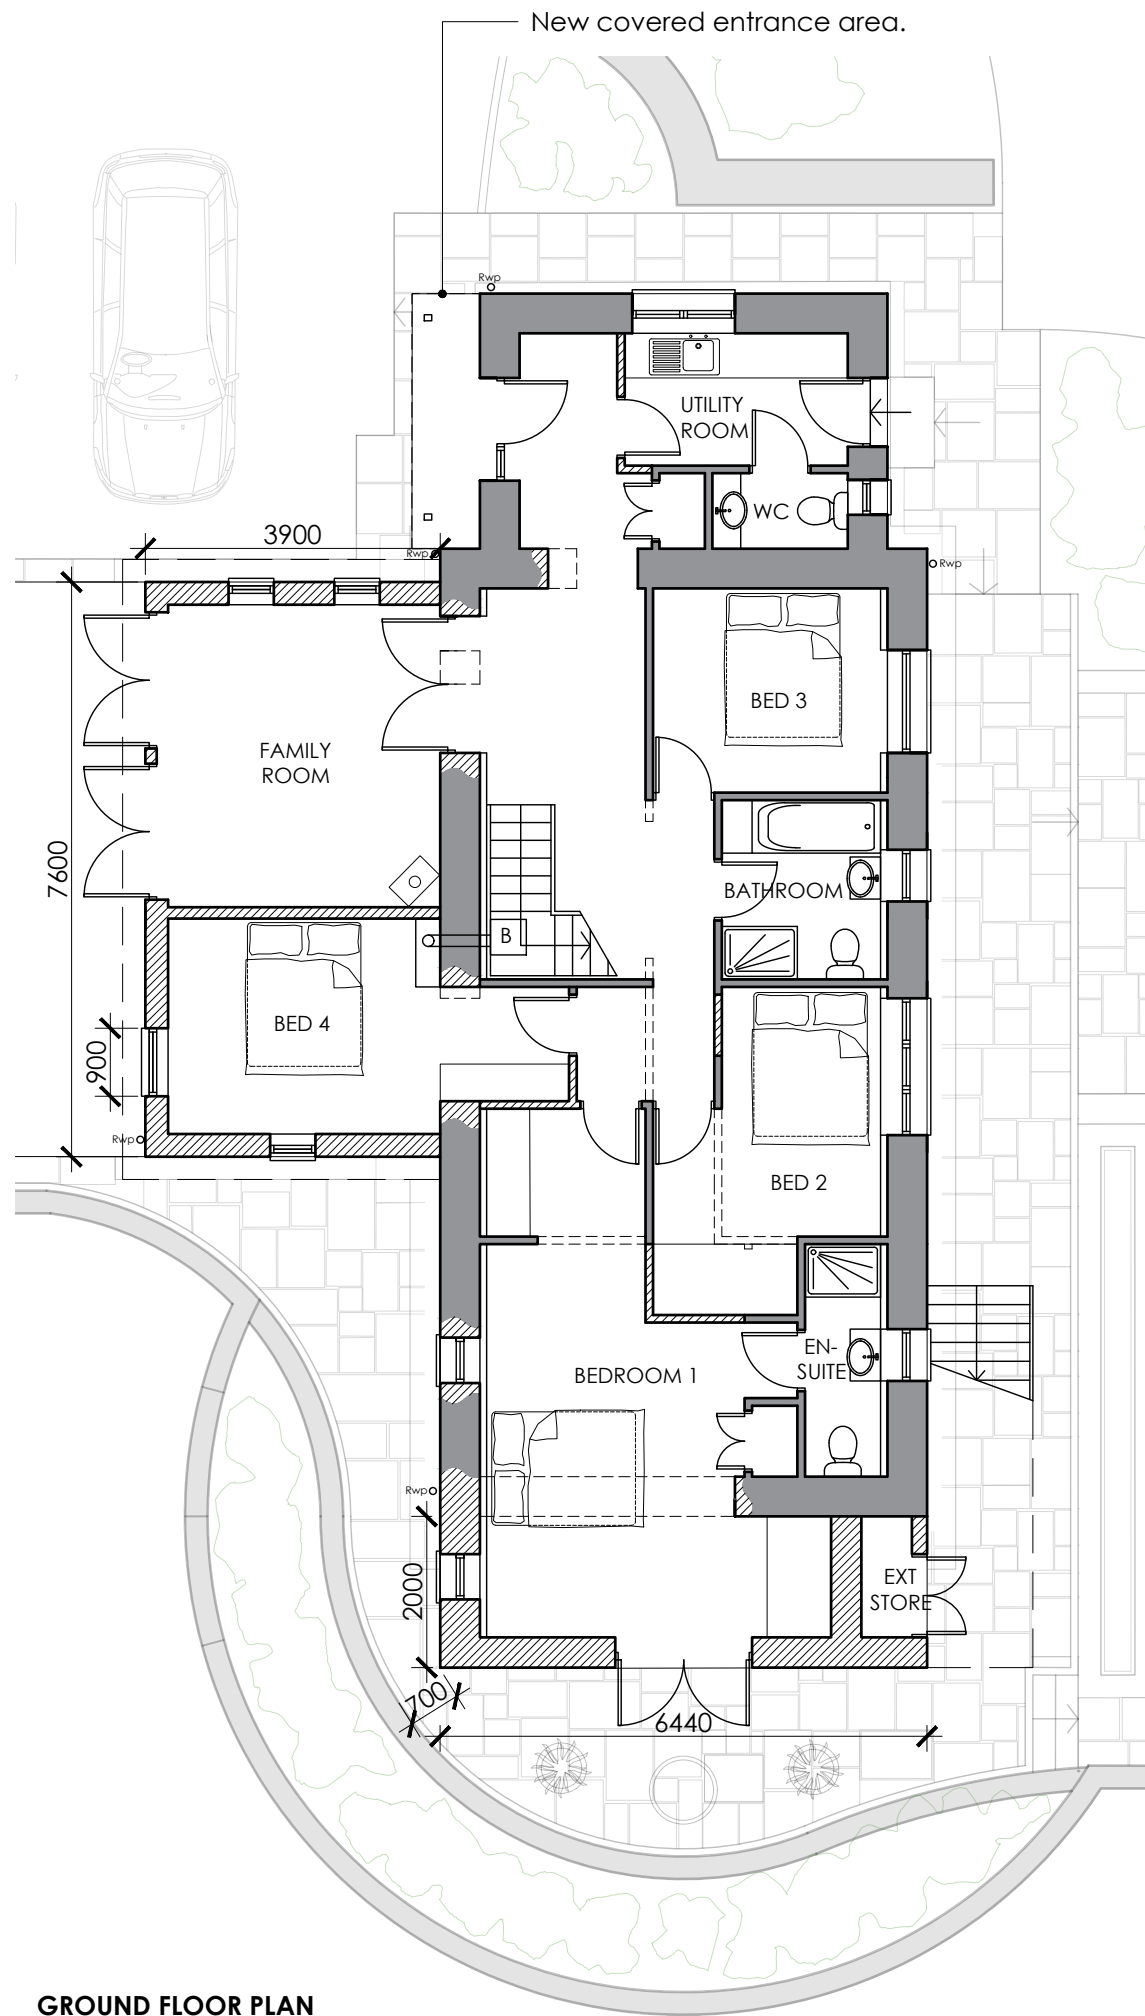 New covered entrance area.
Rwp
UTILITY
ROOM
WC
3900
Rwp
Rwp
BED 3
FAMILY
ROOM
7600
BATHROOM
B
BED 4
900
Rwp
BED 2
EN-
SUITE
BEDROOM 1
Rwp
2000
EXT
STORE
700
6440
GROUND FLOOR PLAN